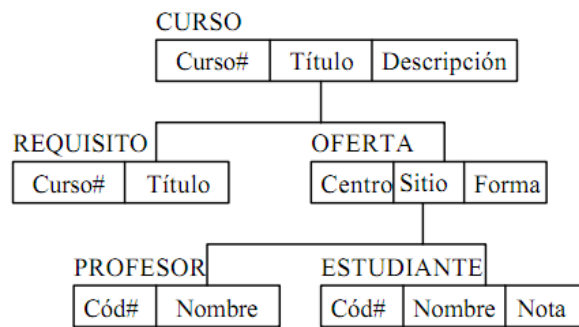 CURSO
Curso# Título Descripción
REQUISITO OFERTA
Curso# Título Centro Sitio Forma
PROFESOR ESTUDIANTE
Cód# Nombre Cód# Nombre Nota